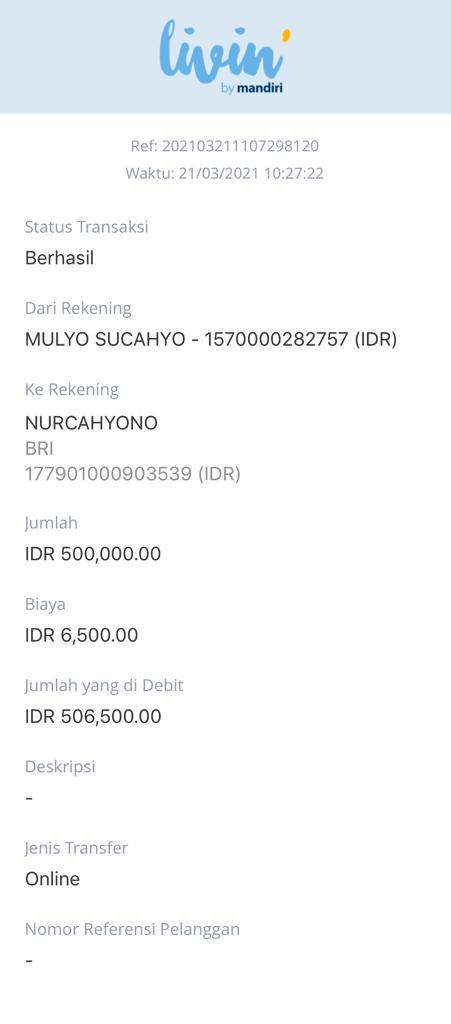 livin'
by mandiri
Ref: 202103211107298120
Waktu: 21/03/2021 10:27:22
Status Transaksi
Berhasil
Dari Rekening
MULYO SUCAHYO - 1570000282757 (IDR)
Ke Rekening
NURCAHYONO
BRI
177901000903539 (IDR)
Jumlah
IDR 500,000.00
Biaya
IDR 6,500.00
Jumlah yang di Debit
IDR 506,500.00
Deskripsi
-
Jenis Transfer
Online
Nomor Referensi Pelanggan
-